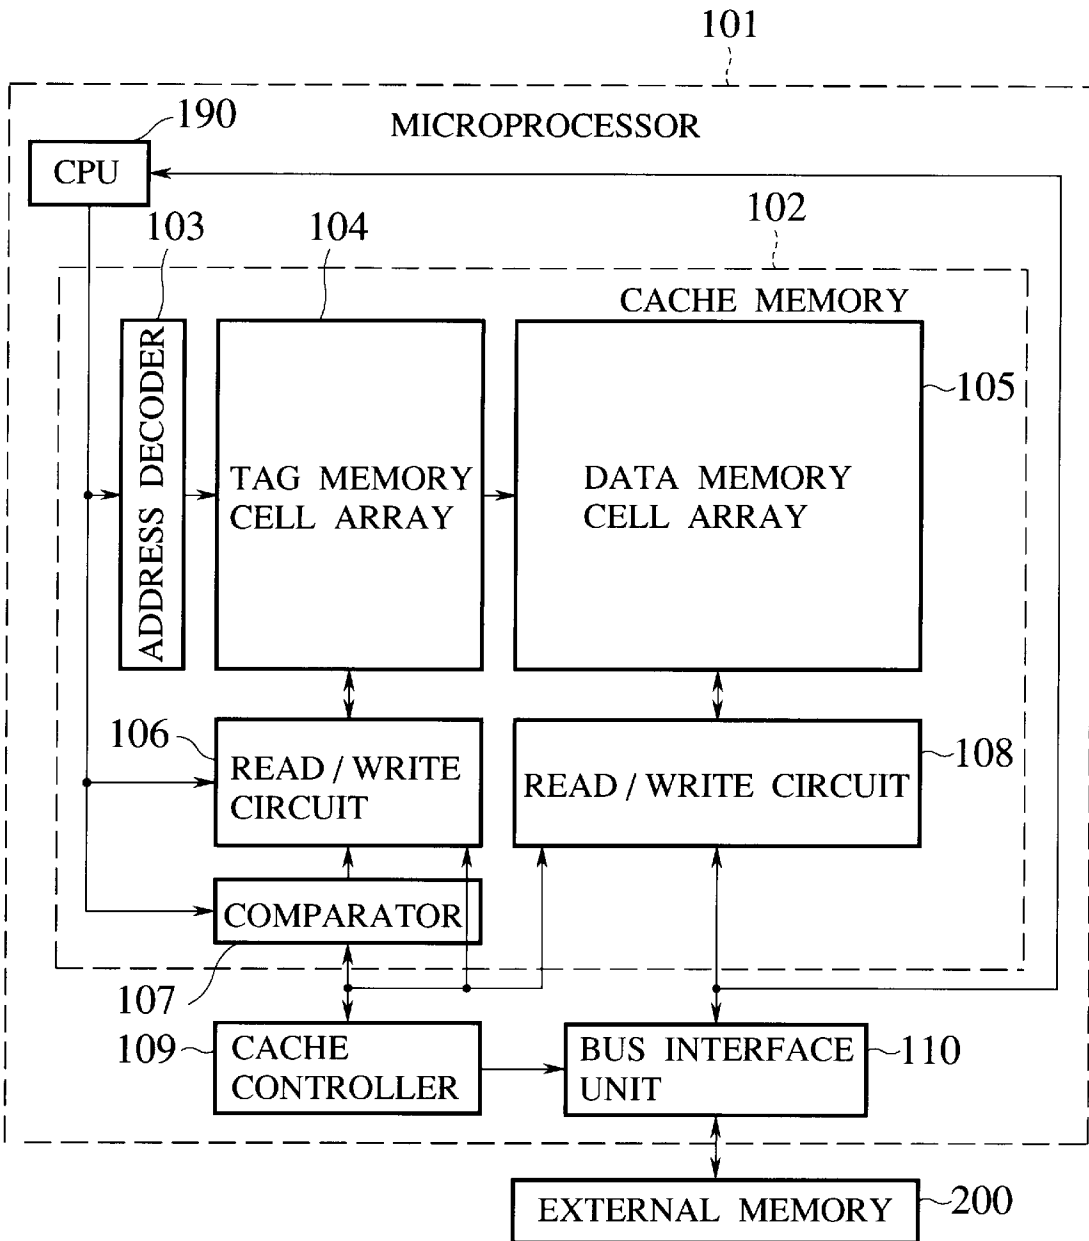 101
190
MICROPROCESSOR
CPU
103
104
102
CACHE MEMORY
ADDRESS DECODER
TAG MEMORY
CELL ARRAY
DATA MEMORY
CELL ARRAY
105
106
READ / WRITE
CIRCUIT
READ / WRITE CIRCUIT
108
COMPARATOR
107
109
CACHE
CONTROLLER
BUS INTERFACE
UNIT
110
EXTERNAL MEMORY
200